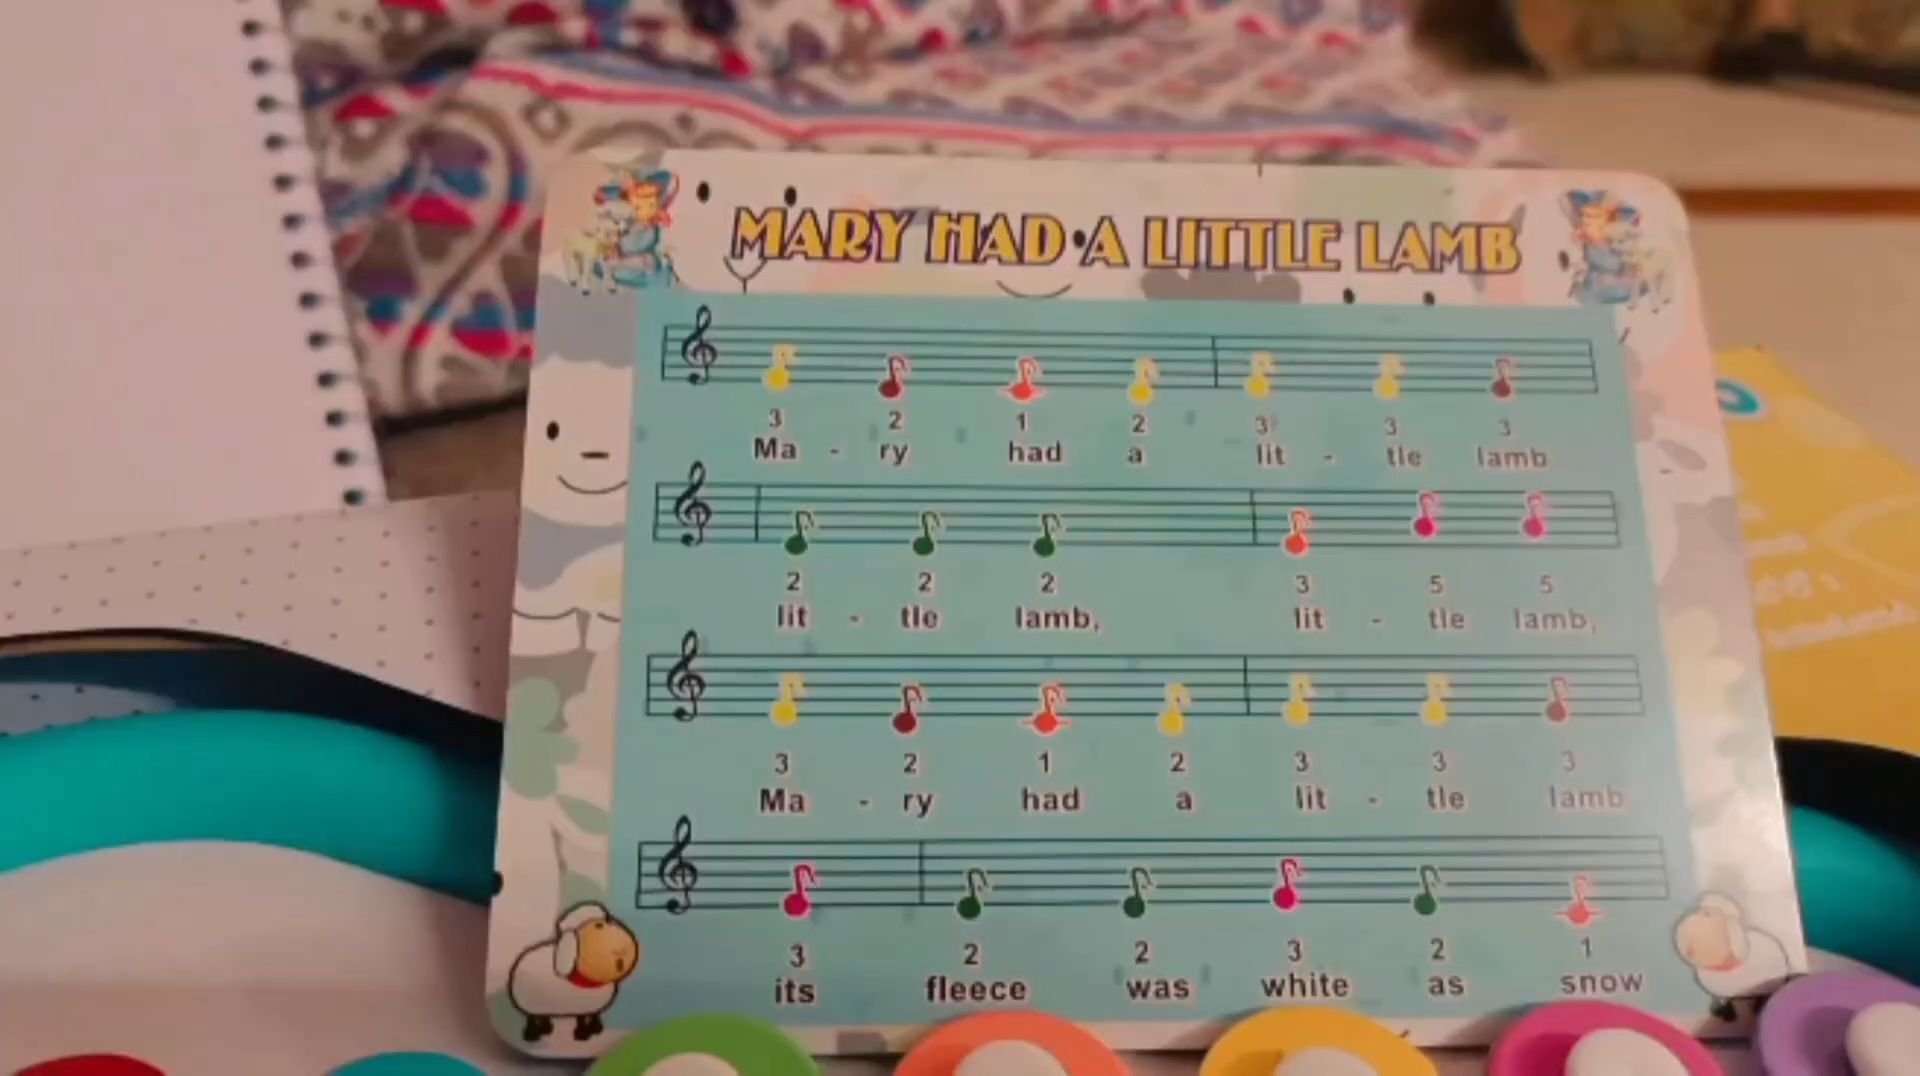 MARY HAD A LITTLE LAMB
3 2 1 2 3 3 3
Ma - ry had a lit - tle lamb
2 2 2 3 5 5
lit - tle lamb, lit - tle lamb,
3 2 1 2 3 3 3
Ma - ry had a lit - tle lamb
3 2 2 3 2 1
its fleece was white as snow